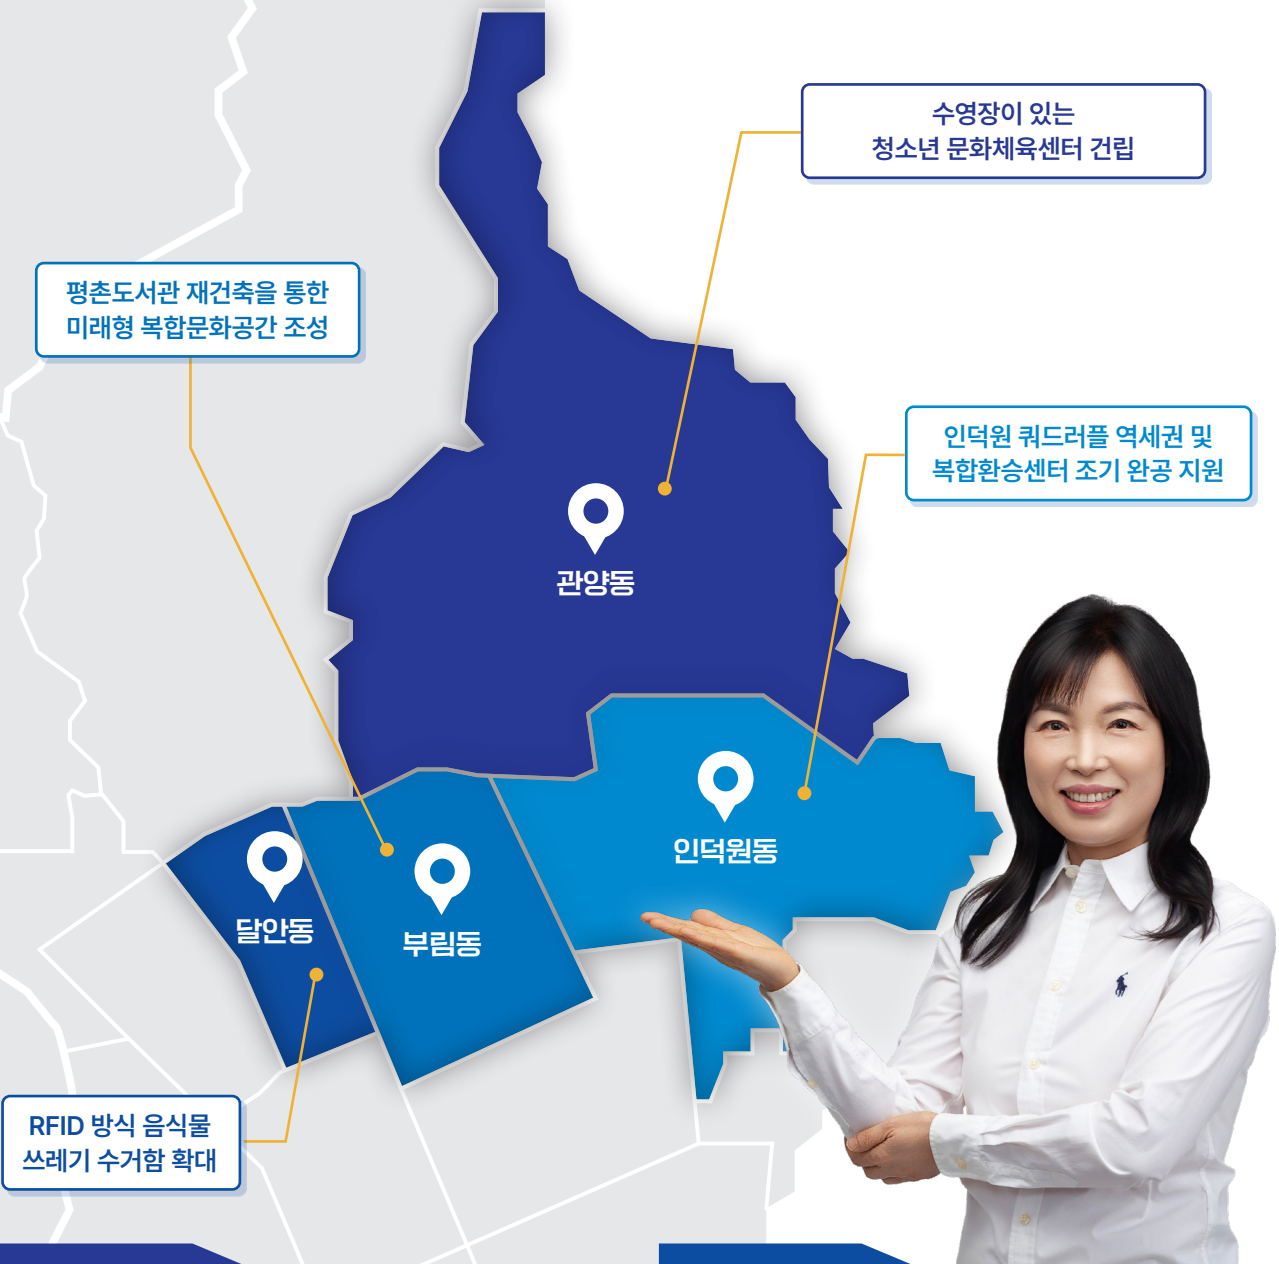 수영장이 있는
청소년 문화체육센터 건립
평촌도서관 재건축을 통한
미래형 복합문화공간 조성
인덕원 쿼드러플 역세권 및
복합환승센터 조기 완공 지원
관양동
인덕원동
달안동
부림동
RFID 방식 음식물
쓰레기 수거함 확대